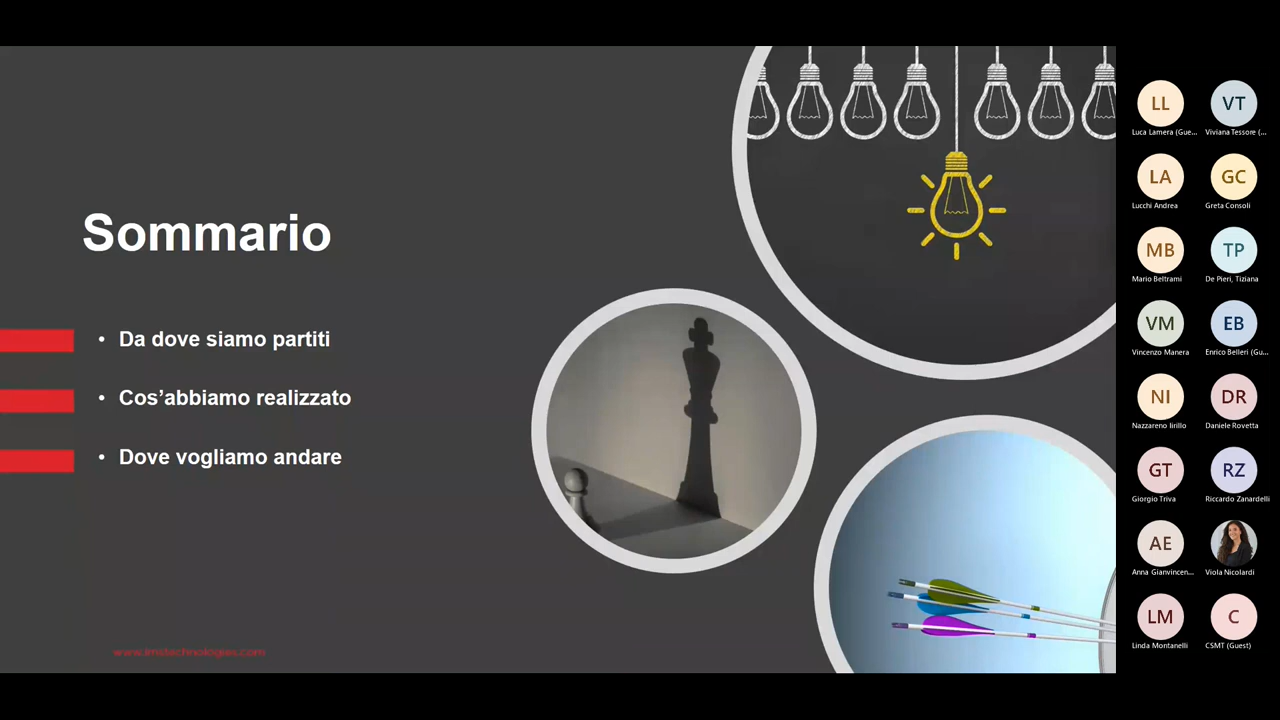 Sommario
• Da dove siamo partiti
• Cos'abbiamo realizzato
• Dove vogliamo andare
LL
VT
Luca Lamera (Gue...
Viviana Tessore (...
LA
GC
Lucchi Andrea
Greta Consoli
MB
TP
Mario Beltrami
De Pieri, Tiziana
VM
EB
Vincenzo Manera
Enrico Belleri (Gu...
NI
DR
Nazzareno Iirillo
Daniele Rovetta
GT
RZ
Giorgio Triva
Riccardo Zanardelli
AE
Anna Gianvincen...
Viola Nicolardi
LM
C
Linda Montanelli
CSMT (Guest)